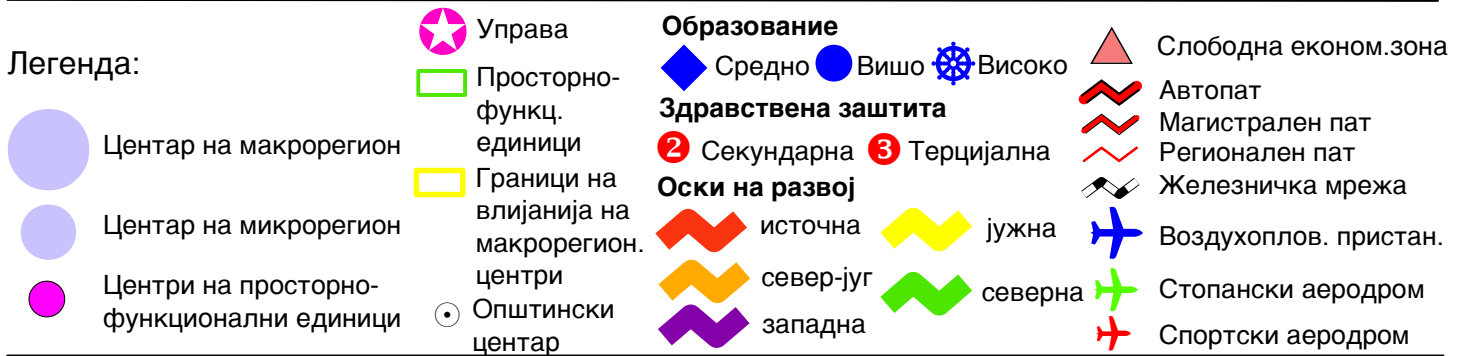 Легенда:
Центар на макрорегион
Центар на микрорегион
Центри на просторно-
функционални единици
Управа
Просторно-
функц.
единици
Граници на
влијанија на
макрорегион.
центри
Општински
центар
Образование
Средно Вишо Високо
Здравствена заштита
2 Секундарна 3 Терцијална
Оски на развој
источна јужна
север-југ северна
западна
Слободна економ.зона
Автопат
Магистрален пат
Регионален пат
Железничка мрежа
Воздухоплов. пристан.
Стопански аеродром
Спортски аеродром